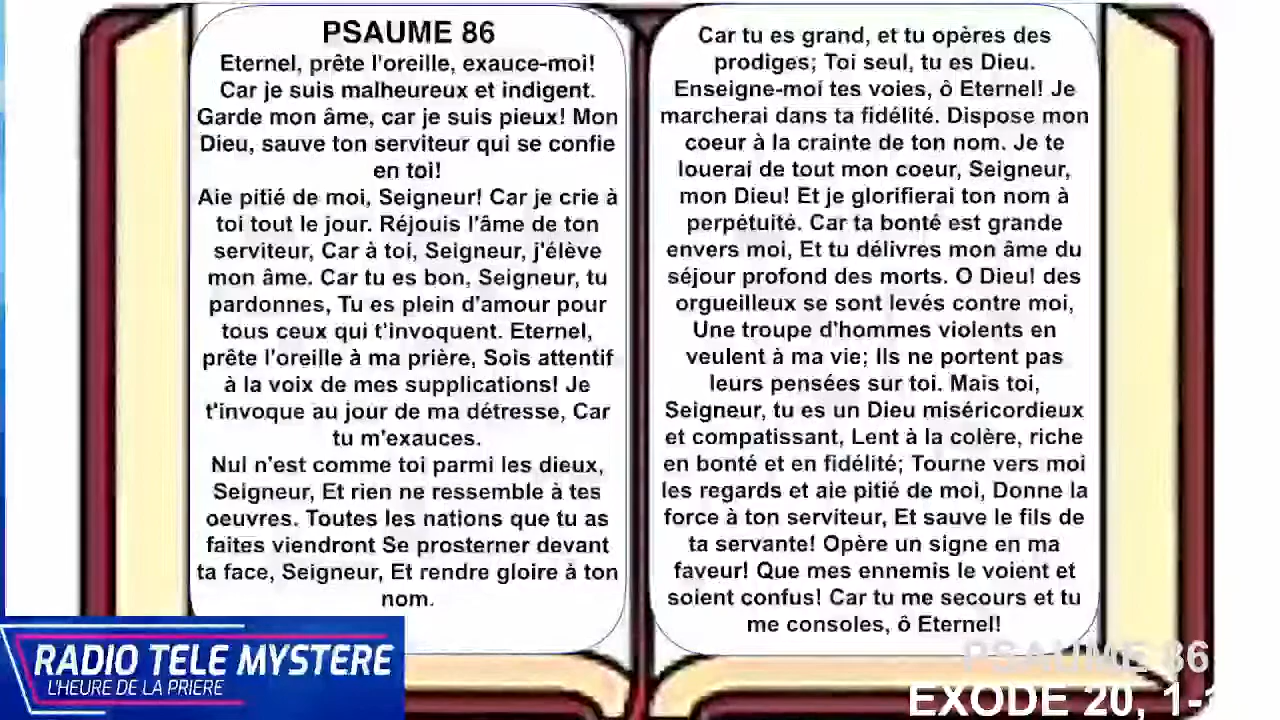 PSAUME 86
Eternel, prête l'oreille, exauce-moi!
Car je suis malheureux et indigent.
Garde mon âme, car je suis pieux! Mon
Dieu, sauve ton serviteur qui se confie
en toi!
Aie pitié de moi, Seigneur! Car je crie à
toi tout le jour. Réjouis l'âme de ton
serviteur, Car à toi, Seigneur, j'élève
mon âme. Car tu es bon, Seigneur, tu
pardonnes, Tu es plein d'amour pour
tous ceux qui t'invoquent. Eternel,
prête l'oreille à ma prière, Sois attentif
à la voix de mes supplications! Je
t'invoque au jour de ma détresse, Car
tu m'exauces.
Nul n'est comme toi parmi les dieux,
Seigneur, Et rien ne ressemble à tes
oeuvres. Toutes les nations que tu as
faites viendront Se prosterner devant
ta face, Seigneur, Et rendre gloire à ton
nom.
Car tu es grand, et tu opères des
prodiges; Toi seul, tu es Dieu.
Enseigne-moi tes voies, ô Eternel! Je
marcherai dans ta fidélité. Dispose mon
coeur à la crainte de ton nom. Je te
louerai de tout mon coeur, Seigneur,
mon Dieu! Et je glorifierai ton nom à
perpétuité. Car ta bonté est grande
envers moi, Et tu délivres mon âme du
séjour profond des morts. O Dieu! des
orgueilleux se sont levés contre moi,
Une troupe d'hommes violents en
veulent à ma vie; Ils ne portent pas
leurs pensées sur toi. Mais toi,
Seigneur, tu es un Dieu miséricordieux
et compatissant, Lent à la colère, riche
en bonté et en fidélité; Tourne vers moi
les regards et aie pitié de moi, Donne la
force à ton serviteur, Et sauve le fils de
ta servante! Opère un signe en ma
faveur! Que mes ennemis le voient et
soient confus! Car tu me secours et tu
me consoles, ô Eternel!
RADIO TELE MYSTERE
L'HEURE DE LA PRIERE
PSAUME 86
EXODE 20, 1-